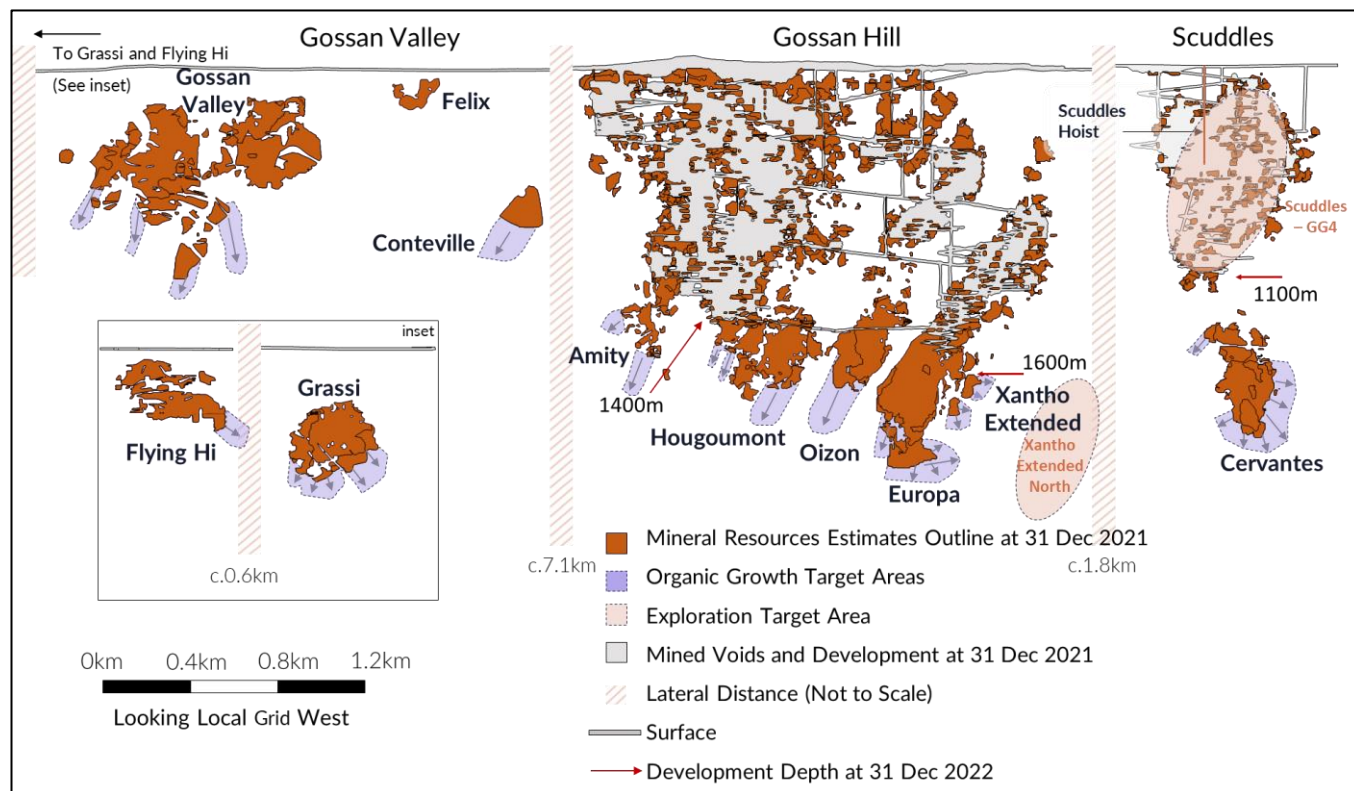 Gossan Valley
Gossan Hill
Scuddles
To Grassi and Flying Hi
(See inset)
Gossan
Valley
Felix
Conteville
Scuddles
Hoist
Scuddles
– GG4
1100m
inset
Grassi
Flying Hi
c.0.6km
Amity
1400m
Hougoumont
Oizon
Europa
1600m
Xantho
Extended
Xantho
Extended
North
Cervantes
c.7.1km
c.1.8km
Mineral Resources Estimates Outline at 31 Dec 2021
Organic Growth Target Areas
Exploration Target Area
Mined Voids and Development at 31 Dec 2021
Lateral Distance (Not to Scale)
Surface
Development Depth at 31 Dec 2022
0km 0.4km 0.8km 1.2km
Looking Local Grid West